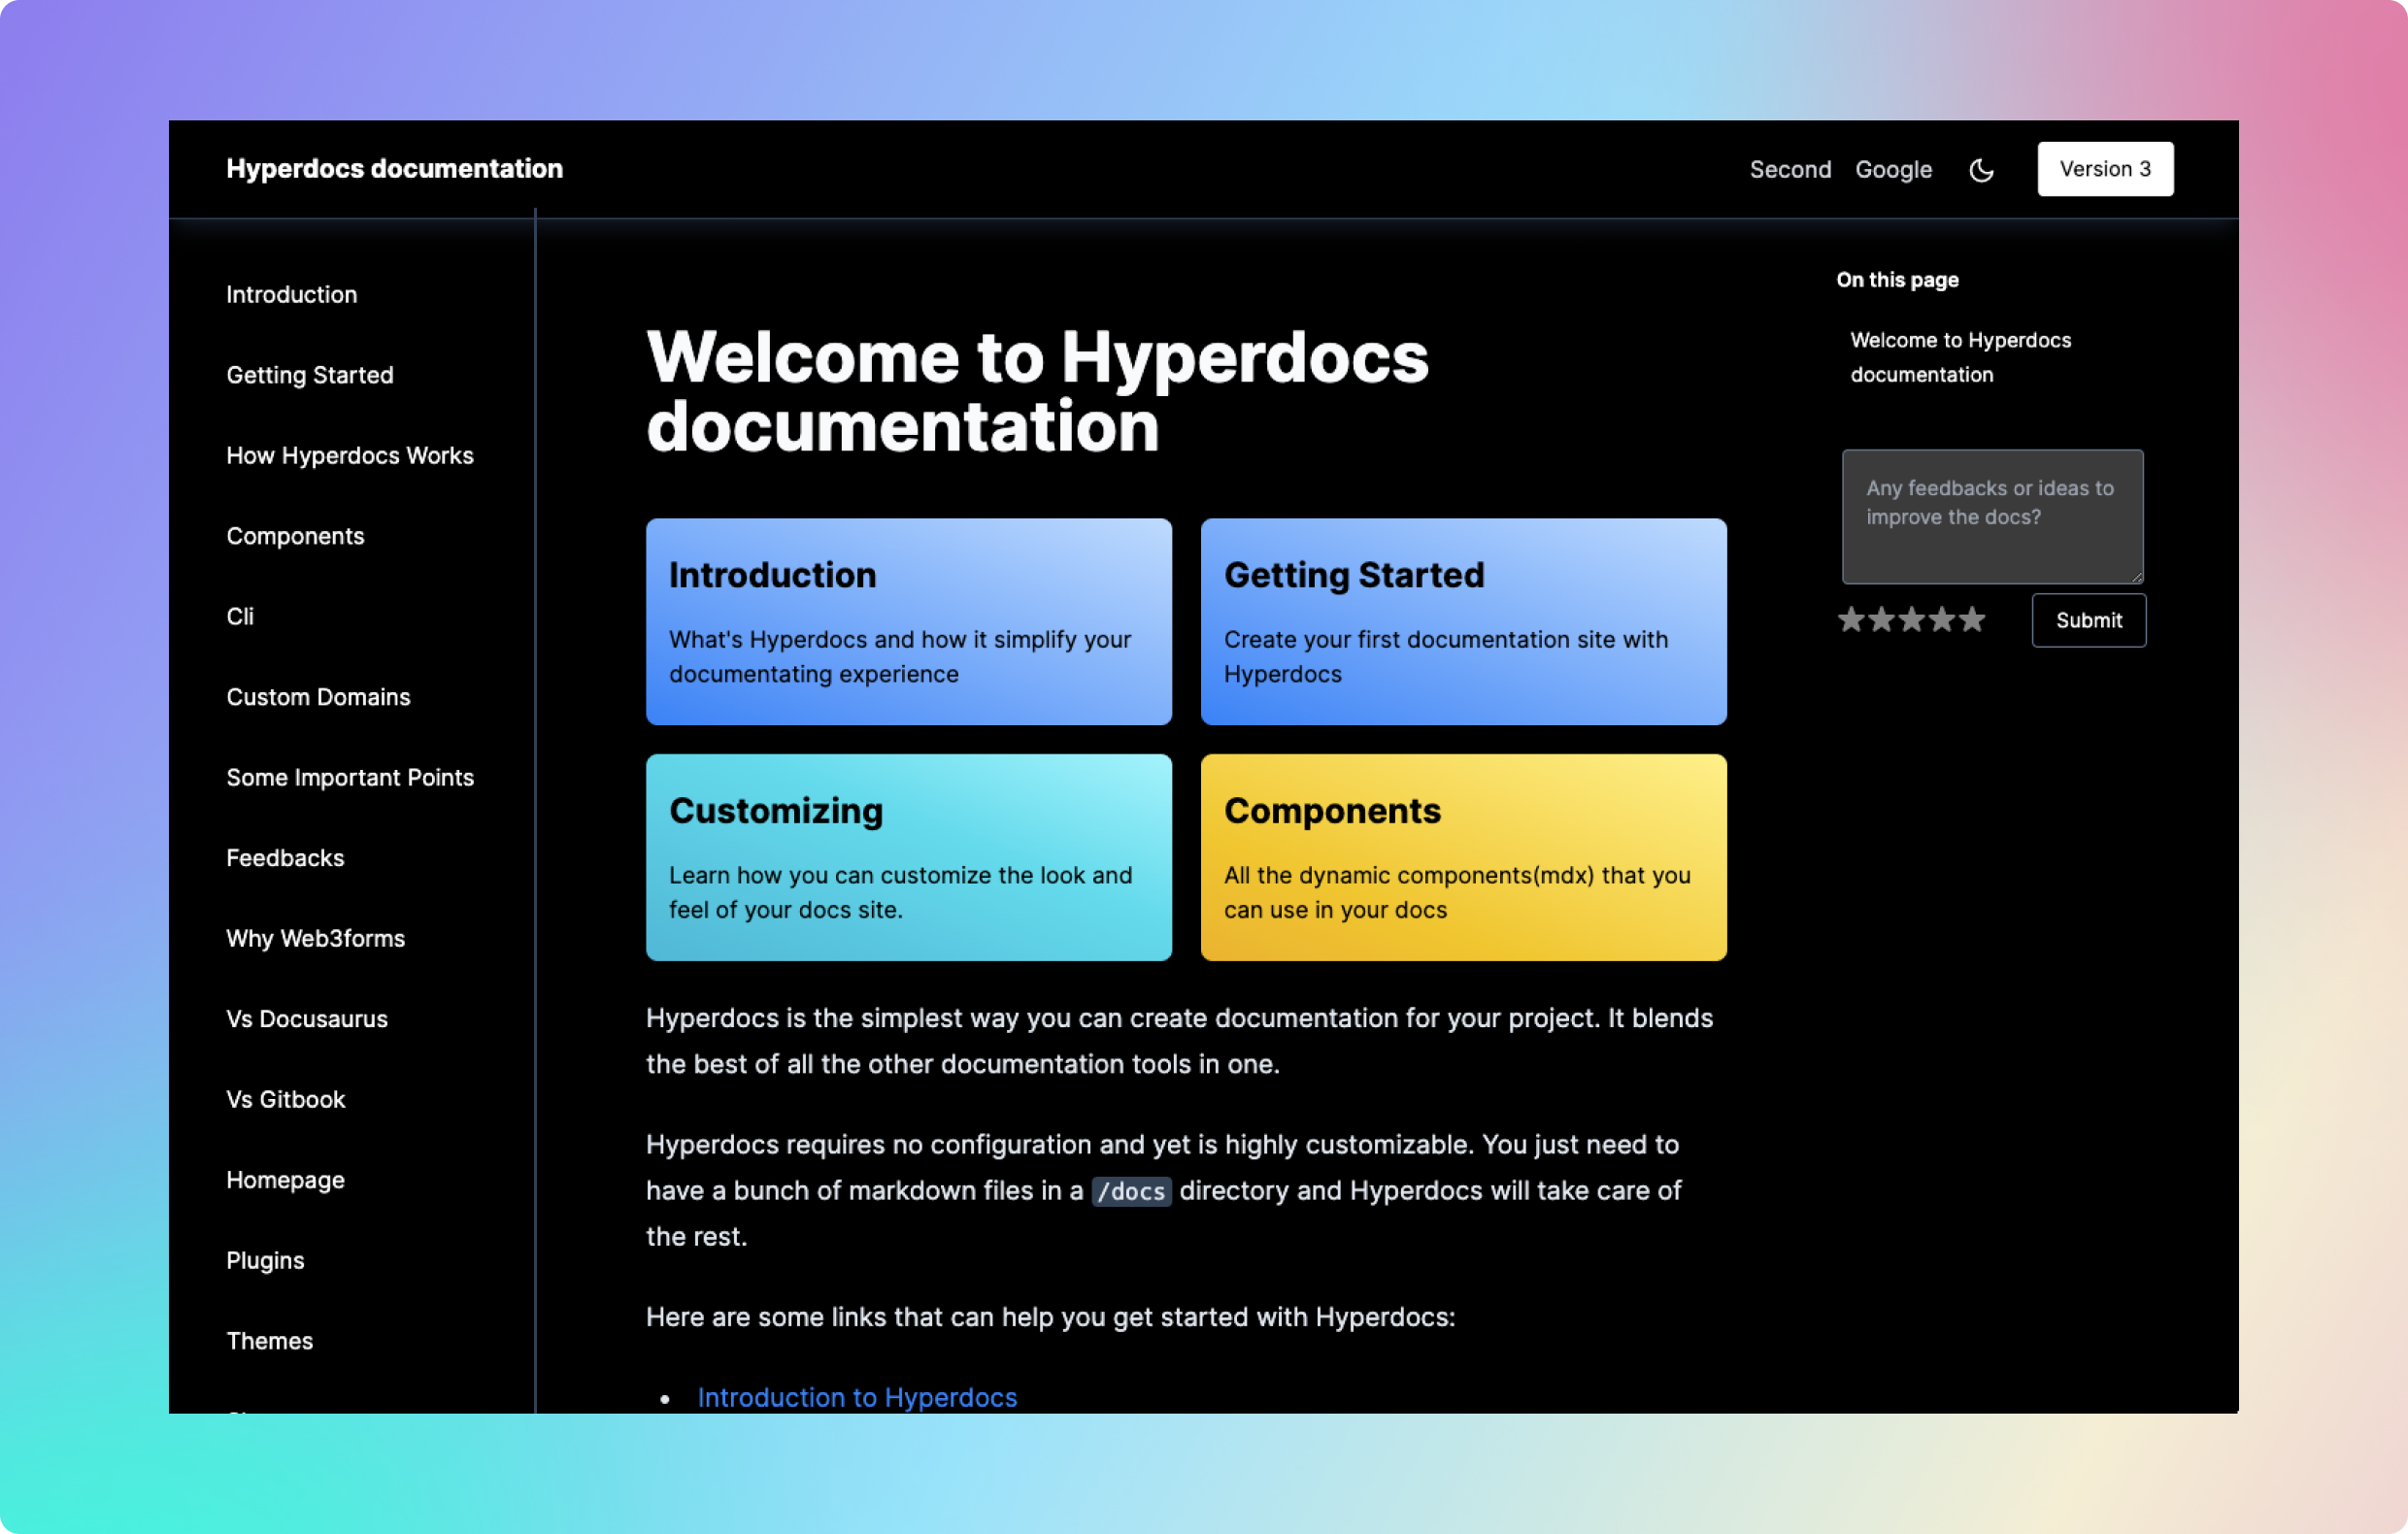 Hyperdocs documentation
Second Google Version 3
Introduction
Getting Started
How Hyperdocs Works
Components
Cli
Custom Domains
Some Important Points
Feedbacks
Why Web3forms
Vs Docusaurus
Vs Gitbook
Homepage
Plugins
Themes
Welcome to Hyperdocs
documentation
Introduction
What's Hyperdocs and how it simplify your
documentating experience
Getting Started
Create your first documentation site with
Hyperdocs
Customizing
Learn how you can customize the look and
feel of your docs site.
Components
All the dynamic components(mdx) that you
can use in your docs
Hyperdocs is the simplest way you can create documentation for your project. It blends
the best of all the other documentation tools in one.
Hyperdocs requires no configuration and yet is highly customizable. You just need to
have a bunch of markdown files in a /docs directory and Hyperdocs will take care of
the rest.
Here are some links that can help you get started with Hyperdocs:
• Introduction to Hyperdocs
On this page
Welcome to Hyperdocs
documentation
Any feedbacks or ideas to
improve the docs?
Submit